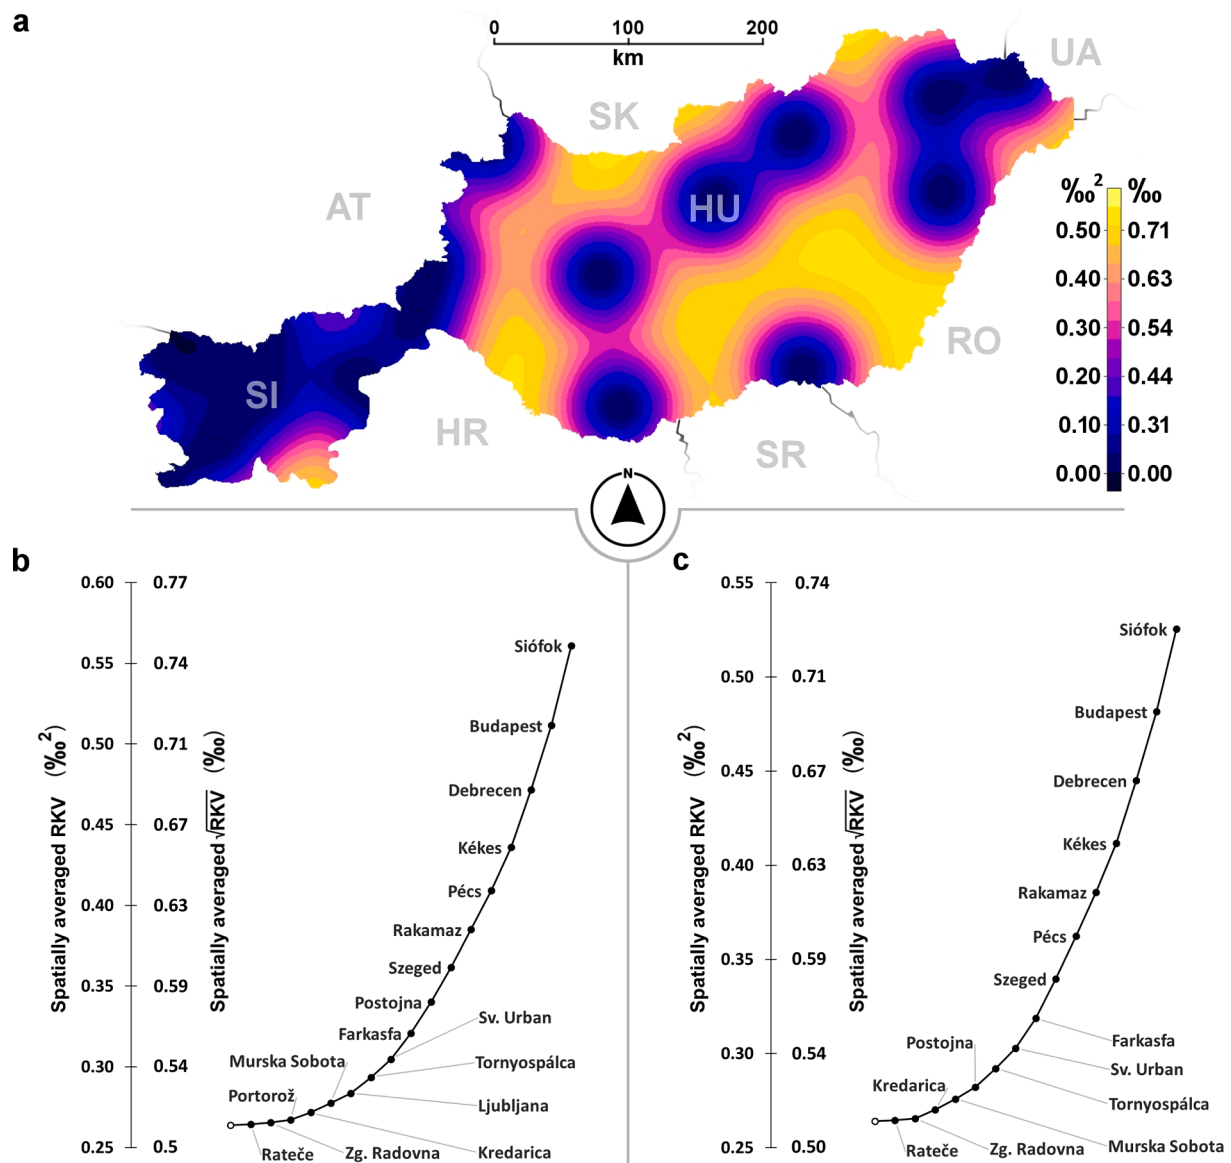 a
0 100 200
km
UA
SK
AT
HU
‰² ‰
0.50 0.71
0.40 0.63
0.30 0.54
0.20 0.44
0.10 0.31
0.00 0.00
RO
SI
HR
SR
N
b
0.60 0.77
0.55 0.74
0.50 0.71
0.45 0.67
0.40 0.63
0.35 0.59
0.30 0.54
0.25 0.5
Spatially averaged RKV (‰²)
Spatially averaged √RKV (‰)
Siófok
Budapest
Debrecen
Kékes
Pécs
Rakamaz
Szeged
Postojna
Farkasfa
Sv. Urban
Murska Sobota
Tornyospálca
Portorož
Ljubljana
Rateče
Zg. Radovna
Kredarica
c
0.55 0.74
0.50 0.71
0.45 0.67
0.40 0.63
0.35 0.59
0.30 0.54
0.25 0.50
Spatially averaged RKV (‰²)
Spatially averaged √RKV (‰)
Siófok
Budapest
Debrecen
Kékes
Rakamaz
Pécs
Szeged
Postojna
Farkasfa
Sv. Urban
Kredarica
Tornyospálca
Rateče
Zg. Radovna
Murska Sobota